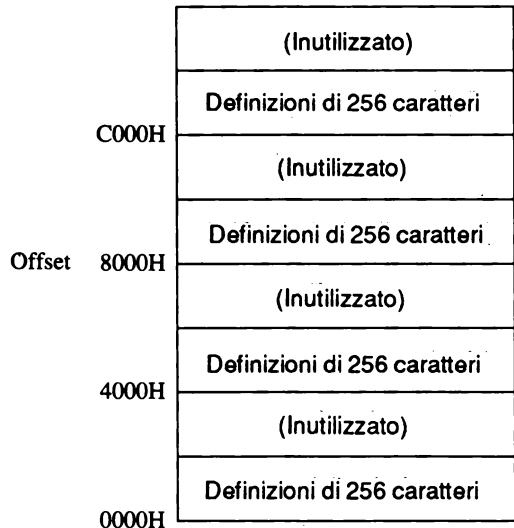 (Inutilizzato)
Definizioni di 256 caratteri
C000H
(Inutilizzato)
Definizioni di 256 caratteri
Offset 8000H
(Inutilizzato)
Definizioni di 256 caratteri
4000H
(Inutilizzato)
Definizioni di 256 caratteri
0000H